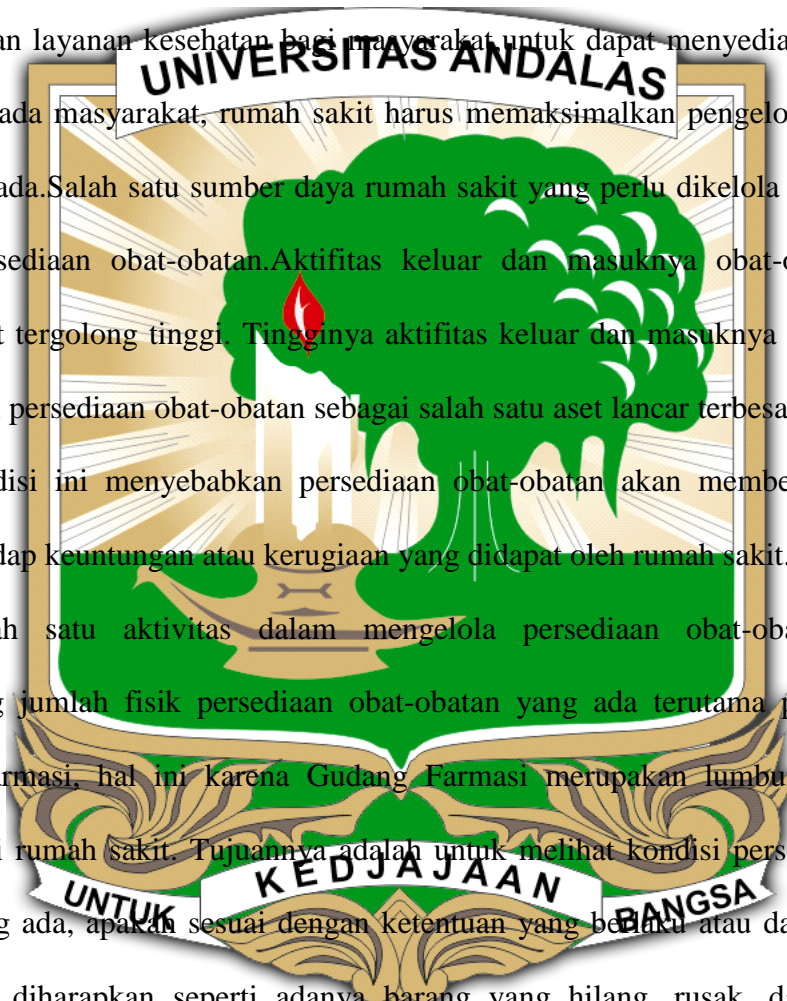 an layanan kesehatan bagi masyarakat,untuk dapat menyedia
UNIVERSITAS ANDALAS
ada masyarakat, rumah sakit harus memaksimalkan pengelo
ada.Salah satu sumber daya rumah sakit yang perlu dikelola
sediaan obat-obatan.Aktifitas keluar dan masuknya obat-o
t tergolong tinggi. Tingginya aktifitas keluar dan masuknya
persediaan obat-obatan sebagai salah satu aset lancar terbesa
disi ini menyebabkan persediaan obat-obatan akan membe
dap keuntungan atau kerugiaan yang didapat oleh rumah sakit.
ah satu aktivitas dalam mengelola persediaan obat-oba
g jumlah fisik persediaan obat-obatan yang ada terutama p
armasi, hal ini karena Gudang Farmasi merupakan lumbu
i rumah sakit. Tujuannya adalah untuk melihat kondisi pers
UNTUK KEDJAJAAN BANGSA
g ada, apakah sesuai dengan ketentuan yang berlaku atau da
diharapkan seperti adanya barang yang hilang, rusak, d